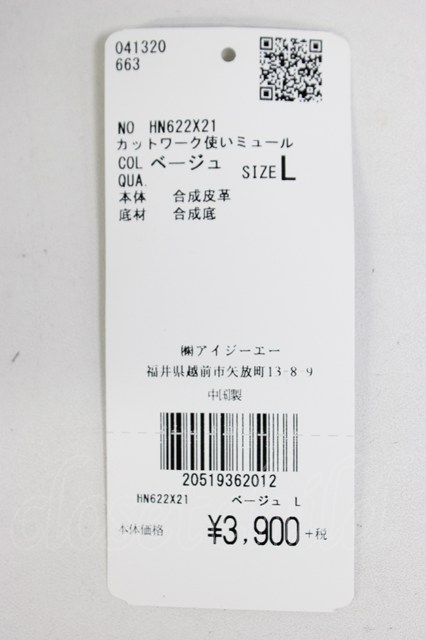 041320
663
NO HN622X21
カットワーク使いミュール
COL ベージュ SIZE L
QUA.
本体 合成皮革
底材 合成底
㈱アイジーエー
福井県越前市矢放町13-8-9
中国製
20519362012
HN622X21 ベージュ L
本体価格 ¥3,900+税